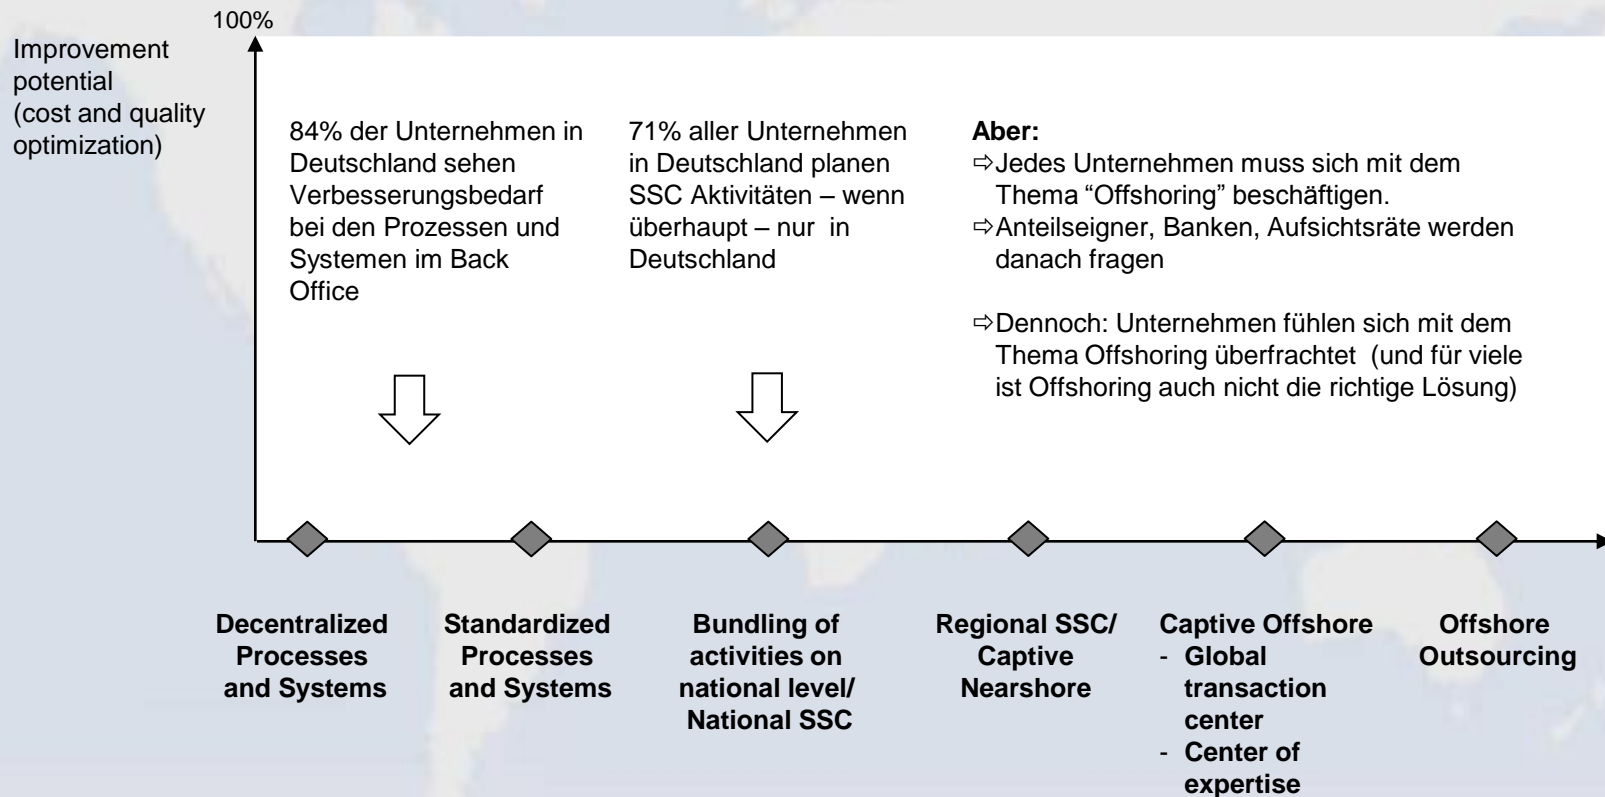 100%
Improvement
potential
(cost and quality
optimization)
84% der Unternehmen in
Deutschland sehen
Verbesserungsbedarf
bei den Prozessen und
Systemen im Back
Office
71% aller Unternehmen
in Deutschland planen
SSC Aktivitäten – wenn
überhaupt – nur in
Deutschland
Aber:
⇨Jedes Unternehmen muss sich mit dem
Thema “Offshoring” beschäftigen.
⇨Anteilseigner, Banken, Aufsichtsräte werden
danach fragen
⇨Dennoch: Unternehmen fühlen sich mit dem
Thema Offshoring überfrachtet (und für viele
ist Offshoring auch nicht die richtige Lösung)
Decentralized
Processes
and Systems
Standardized
Processes
and Systems
Bundling of
activities on
national level/
National SSC
Regional SSC/
Captive
Nearshore
Captive Offshore
- Global
transaction
center
- Center of
expertise
Offshore
Outsourcing